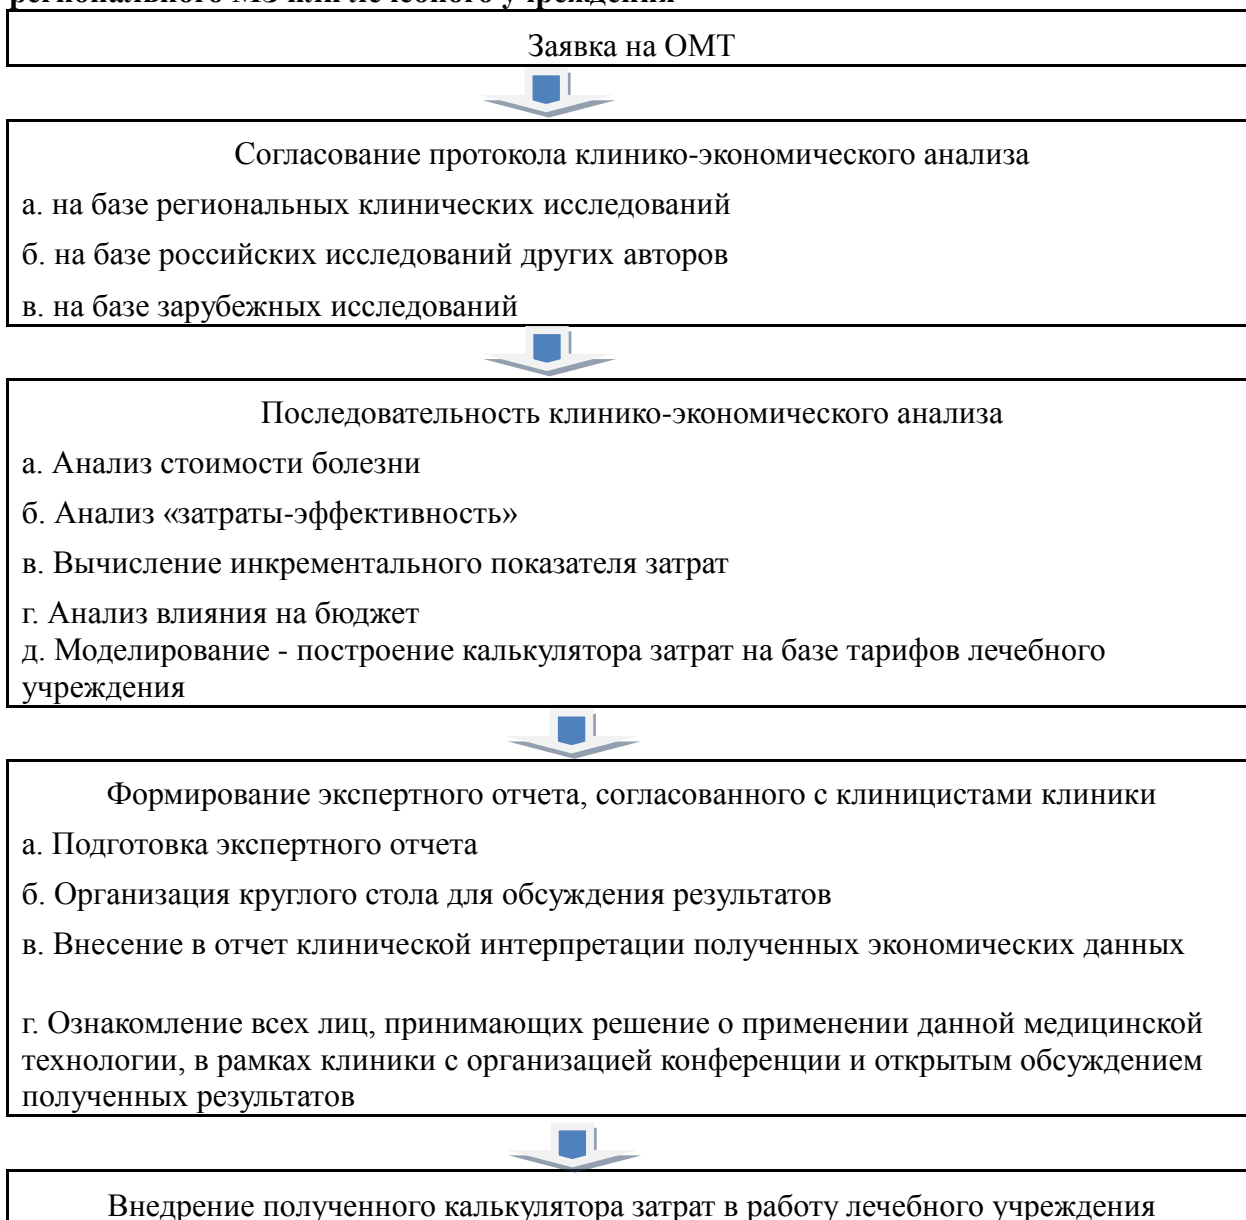 регионального МЗ или лечебного учреждения
Заявка на ОМТ
Согласование протокола клинико-экономического анализа
а. на базе региональных клинических исследований
б. на базе российских исследований других авторов
в. на базе зарубежных исследований
Последовательность клинико-экономического анализа
а. Анализ стоимости болезни
б. Анализ «затраты-эффективность»
в. Вычисление инкрементального показателя затрат
г. Анализ влияния на бюджет
д. Моделирование - построение калькулятора затрат на базе тарифов лечебного
учреждения
Формирование экспертного отчета, согласованного с клиницистами клиники
а. Подготовка экспертного отчета
б. Организация круглого стола для обсуждения результатов
в. Внесение в отчет клинической интерпретации полученных экономических данных
г. Ознакомление всех лиц, принимающих решение о применении данной медицинской
технологии, в рамках клиники с организацией конференции и открытым обсуждением
полученных результатов
Внедрение полученного калькулятора затрат в работу лечебного учреждения